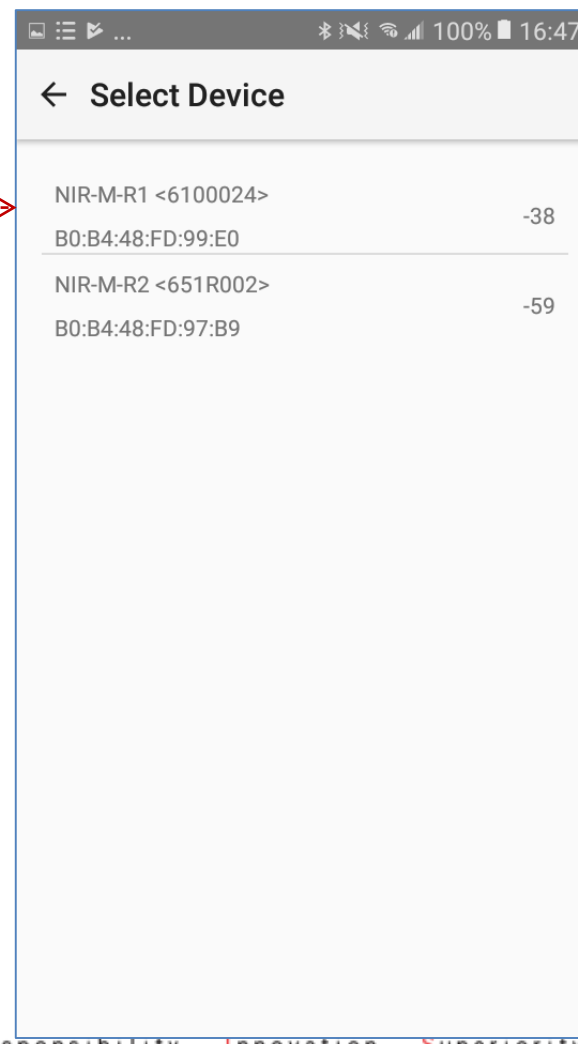 ... 100% 16:47
Select Device
NIR-M-R1 <6100024>
-38
B0:B4:48:FD:99:E0
NIR-M-R2 <651R002>
-59
B0:B4:48:FD:97:B9